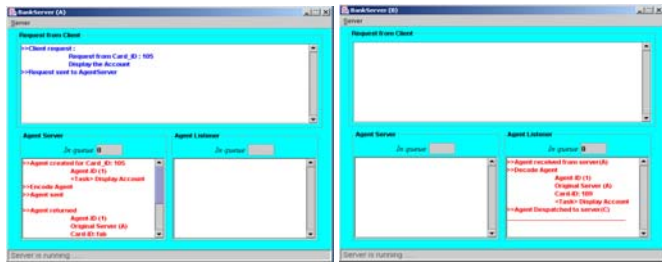 BankServer (A)
Server
Request from Client
>>Client request :
Request from Card_ID : 105
Display the Account
>>Request sent to AgentServer
Agent Server
In queue 0
>>Agent created for Card_ID: 105
Agent ID (1)
<Task> Display Account
>>Encode Agent
>>Agent sent
>>Agent returned
Agent ID (1)
Original Server (A)
Card ID: fak
Agent Listener
In queue
Server is running ....
BankServer (B)
Server
Request from Client
Agent Server
In queue
Agent Listener
In queue 0
>>Agent received from server(A)
>>Decode Agent
Agent ID (1)
Original Server (A)
Card ID: 189
<Task> Display Account
>>Agent Despatched to server(C)
Server is running ....